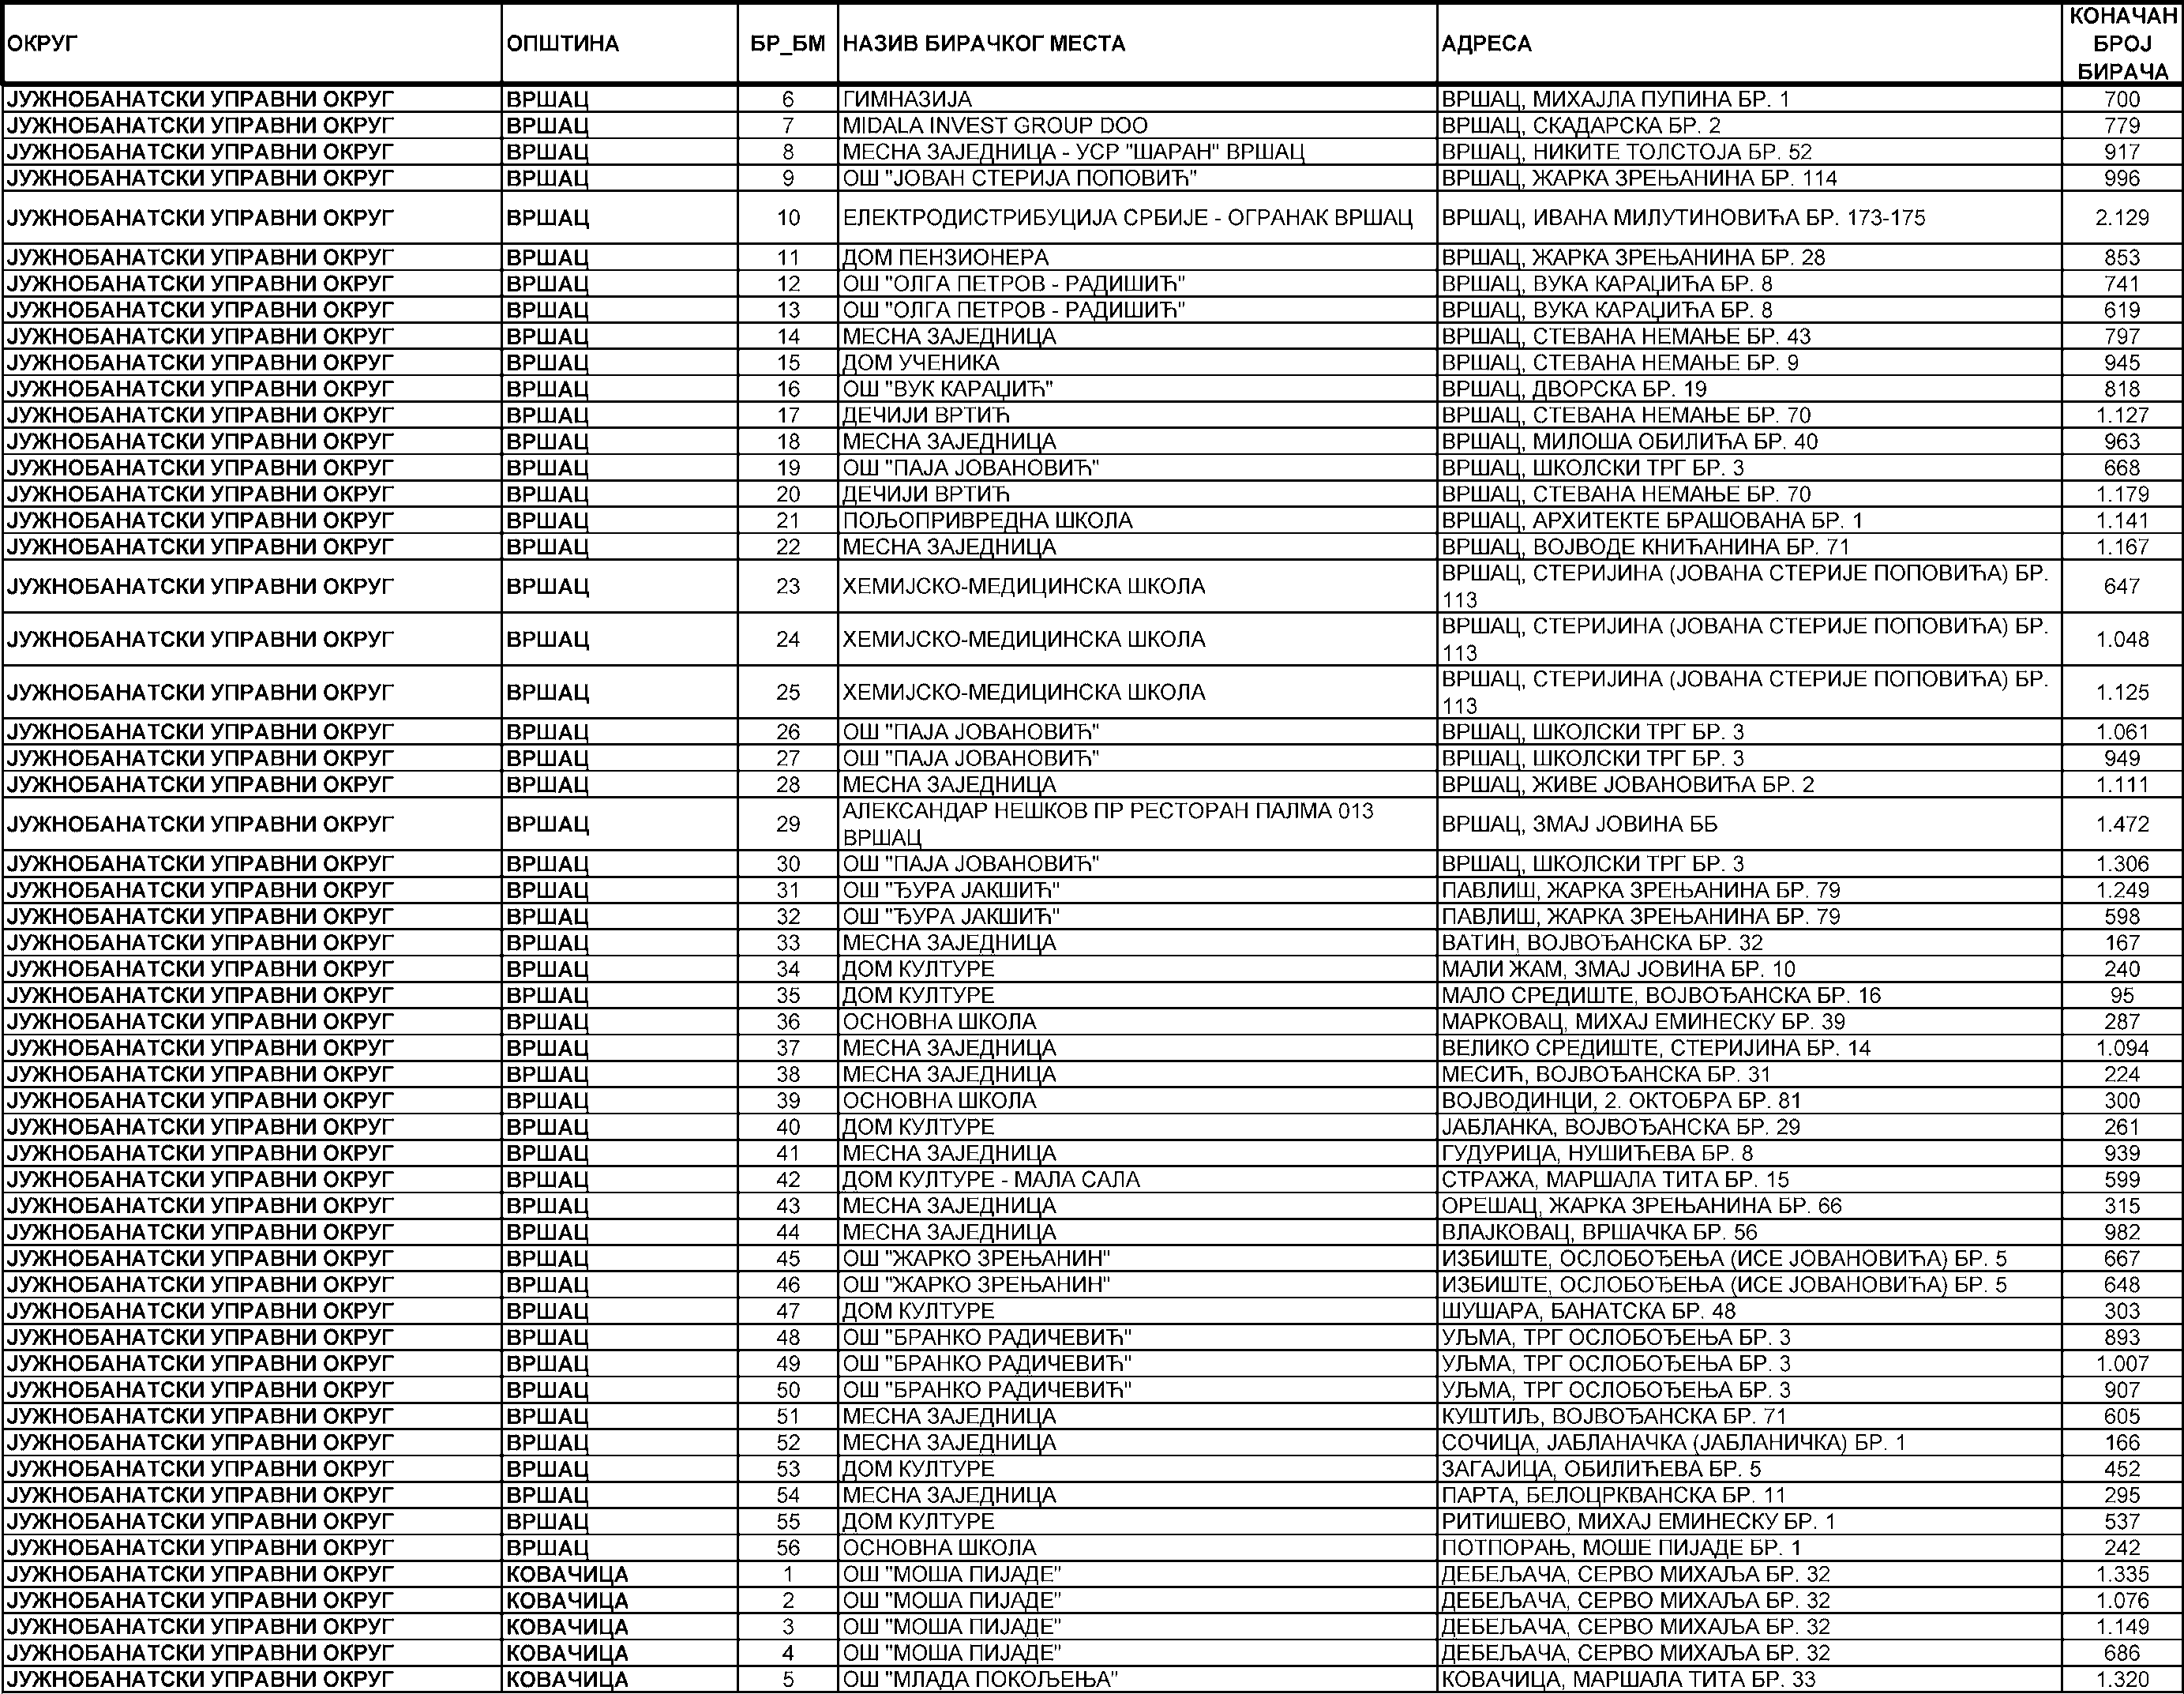 ОКРУГ ОПШТИНА БР_БМ НАЗИВ БИРАЧКОГ МЕСТА АДРЕСА КОНАЧАН БРОЈ БИРАЧА
ЈУЖНОБАНАТСКИ УПРАВНИ ОКРУГ ВРШАЦ 6 ГИМНАЗИЈА ВРШАЦ, МИХАЈЛА ПУПИНА БР. 1 700
ЈУЖНОБАНАТСКИ УПРАВНИ ОКРУГ ВРШАЦ 7 MIDALA INVEST GROUP DOO ВРШАЦ, СКАДАРСКА БР. 2 779
ЈУЖНОБАНАТСКИ УПРАВНИ ОКРУГ ВРШАЦ 8 МЕСНА ЗАЈЕДНИЦА - УСР "ШАРАН" ВРШАЦ ВРШАЦ, НИКИТЕ ТОЛСТОЈА БР. 52 917
ЈУЖНОБАНАТСКИ УПРАВНИ ОКРУГ ВРШАЦ 9 ОШ "ЈОВАН СТЕРИЈА ПОПОВИЋ" ВРШАЦ, ЖАРКА ЗРЕЊАНИНА БР. 114 996
ЈУЖНОБАНАТСКИ УПРАВНИ ОКРУГ ВРШАЦ 10 ЕЛЕКТРОДИСТРИБУЦИЈА СРБИЈЕ - ОГРАНАК ВРШАЦ ВРШАЦ, ИВАНА МИЛУТИНОВИЋА БР. 173-175 2.129
ЈУЖНОБАНАТСКИ УПРАВНИ ОКРУГ ВРШАЦ 11 ДОМ ПЕНЗИОНЕРА ВРШАЦ, ЖАРКА ЗРЕЊАНИНА БР. 28 853
ЈУЖНОБАНАТСКИ УПРАВНИ ОКРУГ ВРШАЦ 12 ОШ "ОЛГА ПЕТРОВ - РАДИШИЋ" ВРШАЦ, ВУКА КАРАЏИЋА БР. 8 741
ЈУЖНОБАНАТСКИ УПРАВНИ ОКРУГ ВРШАЦ 13 ОШ "ОЛГА ПЕТРОВ - РАДИШИЋ" ВРШАЦ, ВУКА КАРАЏИЋА БР. 8 619
ЈУЖНОБАНАТСКИ УПРАВНИ ОКРУГ ВРШАЦ 14 МЕСНА ЗАЈЕДНИЦА ВРШАЦ, СТЕВАНА НЕМАЊЕ БР. 43 797
ЈУЖНОБАНАТСКИ УПРАВНИ ОКРУГ ВРШАЦ 15 ДОМ УЧЕНИКА ВРШАЦ, СТЕВАНА НЕМАЊЕ БР. 9 945
ЈУЖНОБАНАТСКИ УПРАВНИ ОКРУГ ВРШАЦ 16 ОШ "ВУК КАРАЏИЋ" ВРШАЦ, ДВОРСКА БР. 19 818
ЈУЖНОБАНАТСКИ УПРАВНИ ОКРУГ ВРШАЦ 17 ДЕЧИЈИ ВРТИЋ ВРШАЦ, СТЕВАНА НЕМАЊЕ БР. 70 1.127
ЈУЖНОБАНАТСКИ УПРАВНИ ОКРУГ ВРШАЦ 18 МЕСНА ЗАЈЕДНИЦА ВРШАЦ, МИЛОША ОБИЛИЋА БР. 40 963
ЈУЖНОБАНАТСКИ УПРАВНИ ОКРУГ ВРШАЦ 19 ОШ "ПАЈА ЈОВАНОВИЋ" ВРШАЦ, ШКОЛСКИ ТРГ БР. 3 668
ЈУЖНОБАНАТСКИ УПРАВНИ ОКРУГ ВРШАЦ 20 ДЕЧИЈИ ВРТИЋ ВРШАЦ, СТЕВАНА НЕМАЊЕ БР. 70 1.179
ЈУЖНОБАНАТСКИ УПРАВНИ ОКРУГ ВРШАЦ 21 ПОЉОПРИВРЕДНА ШКОЛА ВРШАЦ, АРХИТЕКТЕ БРАШОВАНА БР. 1 1.141
ЈУЖНОБАНАТСКИ УПРАВНИ ОКРУГ ВРШАЦ 22 МЕСНА ЗАЈЕДНИЦА ВРШАЦ, ВОЈВОДЕ КНИЋАНИНА БР. 71 1.167
ЈУЖНОБАНАТСКИ УПРАВНИ ОКРУГ ВРШАЦ 23 ХЕМИЈСКО-МЕДИЦИНСКА ШКОЛА ВРШАЦ, СТЕРИЈИНА (ЈОВАНА СТЕРИЈЕ ПОПОВИЋА) БР. 113 647
ЈУЖНОБАНАТСКИ УПРАВНИ ОКРУГ ВРШАЦ 24 ХЕМИЈСКО-МЕДИЦИНСКА ШКОЛА ВРШАЦ, СТЕРИЈИНА (ЈОВАНА СТЕРИЈЕ ПОПОВИЋА) БР. 113 1.048
ЈУЖНОБАНАТСКИ УПРАВНИ ОКРУГ ВРШАЦ 25 ХЕМИЈСКО-МЕДИЦИНСКА ШКОЛА ВРШАЦ, СТЕРИЈИНА (ЈОВАНА СТЕРИЈЕ ПОПОВИЋА) БР. 113 1.125
ЈУЖНОБАНАТСКИ УПРАВНИ ОКРУГ ВРШАЦ 26 ОШ "ПАЈА ЈОВАНОВИЋ" ВРШАЦ, ШКОЛСКИ ТРГ БР. 3 1.061
ЈУЖНОБАНАТСКИ УПРАВНИ ОКРУГ ВРШАЦ 27 ОШ "ПАЈА ЈОВАНОВИЋ" ВРШАЦ, ШКОЛСКИ ТРГ БР. 3 949
ЈУЖНОБАНАТСКИ УПРАВНИ ОКРУГ ВРШАЦ 28 МЕСНА ЗАЈЕДНИЦА ВРШАЦ, ЖИВЕ ЈОВАНОВИЋА БР. 2 1.111
ЈУЖНОБАНАТСКИ УПРАВНИ ОКРУГ ВРШАЦ 29 АЛЕКСАНДАР НЕШКОВ ПР РЕСТОРАН ПАЛМА 013 ВРШАЦ ВРШАЦ, ЗМАЈ ЈОВИНА ББ 1.472
ЈУЖНОБАНАТСКИ УПРАВНИ ОКРУГ ВРШАЦ 30 ОШ "ПАЈА ЈОВАНОВИЋ" ВРШАЦ, ШКОЛСКИ ТРГ БР. 3 1.306
ЈУЖНОБАНАТСКИ УПРАВНИ ОКРУГ ВРШАЦ 31 ОШ "ЂУРА ЈАКШИЋ" ПАВЛИШ, ЖАРКА ЗРЕЊАНИНА БР. 79 1.249
ЈУЖНОБАНАТСКИ УПРАВНИ ОКРУГ ВРШАЦ 32 ОШ "ЂУРА ЈАКШИЋ" ПАВЛИШ, ЖАРКА ЗРЕЊАНИНА БР. 79 598
ЈУЖНОБАНАТСКИ УПРАВНИ ОКРУГ ВРШАЦ 33 МЕСНА ЗАЈЕДНИЦА ВАТИН, ВОЈВОЂАНСКА БР. 32 167
ЈУЖНОБАНАТСКИ УПРАВНИ ОКРУГ ВРШАЦ 34 ДОМ КУЛТУРЕ МАЛИ ЖАМ, ЗМАЈ ЈОВИНА БР. 10 240
ЈУЖНОБАНАТСКИ УПРАВНИ ОКРУГ ВРШАЦ 35 ДОМ КУЛТУРЕ МАЛО СРЕДИШТЕ, ВОЈВОЂАНСКА БР. 16 95
ЈУЖНОБАНАТСКИ УПРАВНИ ОКРУГ ВРШАЦ 36 ОСНОВНА ШКОЛА МАРКОВАЦ, МИХАЈ ЕМИНЕСКУ БР. 39 287
ЈУЖНОБАНАТСКИ УПРАВНИ ОКРУГ ВРШАЦ 37 МЕСНА ЗАЈЕДНИЦА ВЕЛИКО СРЕДИШТЕ, СТЕРИЈИНА БР. 14 1.094
ЈУЖНОБАНАТСКИ УПРАВНИ ОКРУГ ВРШАЦ 38 МЕСНА ЗАЈЕДНИЦА МЕСИЋ, ВОЈВОЂАНСКА БР. 31 224
ЈУЖНОБАНАТСКИ УПРАВНИ ОКРУГ ВРШАЦ 39 ОСНОВНА ШКОЛА ВОЈВОДИНЦИ, 2. ОКТОБРА БР. 81 300
ЈУЖНОБАНАТСКИ УПРАВНИ ОКРУГ ВРШАЦ 40 ДОМ КУЛТУРЕ ЈАБЛАНКА, ВОЈВОЂАНСКА БР. 29 261
ЈУЖНОБАНАТСКИ УПРАВНИ ОКРУГ ВРШАЦ 41 МЕСНА ЗАЈЕДНИЦА ГУДУРИЦА, НУШИЋЕВА БР. 8 939
ЈУЖНОБАНАТСКИ УПРАВНИ ОКРУГ ВРШАЦ 42 ДОМ КУЛТУРЕ - МАЛА САЛА СТРАЖА, МАРШАЛА ТИТА БР. 15 599
ЈУЖНОБАНАТСКИ УПРАВНИ ОКРУГ ВРШАЦ 43 МЕСНА ЗАЈЕДНИЦА ОРЕШАЦ, ЖАРКА ЗРЕЊАНИНА БР. 66 315
ЈУЖНОБАНАТСКИ УПРАВНИ ОКРУГ ВРШАЦ 44 МЕСНА ЗАЈЕДНИЦА ВЛАЈКОВАЦ, ВРШАЧКА БР. 56 982
ЈУЖНОБАНАТСКИ УПРАВНИ ОКРУГ ВРШАЦ 45 ОШ "ЖАРКО ЗРЕЊАНИН" ИЗБИШТЕ, ОСЛОБОЂЕЊА (ИСЕ ЈОВАНОВИЋА) БР. 5 667
ЈУЖНОБАНАТСКИ УПРАВНИ ОКРУГ ВРШАЦ 46 ОШ "ЖАРКО ЗРЕЊАНИН" ИЗБИШТЕ, ОСЛОБОЂЕЊА (ИСЕ ЈОВАНОВИЋА) БР. 5 648
ЈУЖНОБАНАТСКИ УПРАВНИ ОКРУГ ВРШАЦ 47 ДОМ КУЛТУРЕ ШУШАРА, БАНАТСКА БР. 48 303
ЈУЖНОБАНАТСКИ УПРАВНИ ОКРУГ ВРШАЦ 48 ОШ "БРАНКО РАДИЧЕВИЋ" УЉМА, ТРГ ОСЛОБОЂЕЊА БР. 3 893
ЈУЖНОБАНАТСКИ УПРАВНИ ОКРУГ ВРШАЦ 49 ОШ "БРАНКО РАДИЧЕВИЋ" УЉМА, ТРГ ОСЛОБОЂЕЊА БР. 3 1.007
ЈУЖНОБАНАТСКИ УПРАВНИ ОКРУГ ВРШАЦ 50 ОШ "БРАНКО РАДИЧЕВИЋ" УЉМА, ТРГ ОСЛОБОЂЕЊА БР. 3 907
ЈУЖНОБАНАТСКИ УПРАВНИ ОКРУГ ВРШАЦ 51 МЕСНА ЗАЈЕДНИЦА КУШТИЉ, ВОЈВОЂАНСКА БР. 71 605
ЈУЖНОБАНАТСКИ УПРАВНИ ОКРУГ ВРШАЦ 52 МЕСНА ЗАЈЕДНИЦА СОЧИЦА, ЈАБЛАНАЧКА (ЈАБЛАНИЧКА) БР. 1 166
ЈУЖНОБАНАТСКИ УПРАВНИ ОКРУГ ВРШАЦ 53 ДОМ КУЛТУРЕ ЗАГАЈИЦА, ОБИЛИЋЕВА БР. 5 452
ЈУЖНОБАНАТСКИ УПРАВНИ ОКРУГ ВРШАЦ 54 МЕСНА ЗАЈЕДНИЦА ПАРТА, БЕЛОЦРКВАНСКА БР. 11 295
ЈУЖНОБАНАТСКИ УПРАВНИ ОКРУГ ВРШАЦ 55 ДОМ КУЛТУРЕ РИТИШЕВО, МИХАЈ ЕМИНЕСКУ БР. 1 537
ЈУЖНОБАНАТСКИ УПРАВНИ ОКРУГ ВРШАЦ 56 ОСНОВНА ШКОЛА ПОТПОРАЊ, МОШЕ ПИЈАДЕ БР. 1 242
ЈУЖНОБАНАТСКИ УПРАВНИ ОКРУГ КОВАЧИЦА 1 ОШ "МОША ПИЈАДЕ" ДЕБЕЉАЧА, СЕРВО МИХАЉА БР. 32 1.335
ЈУЖНОБАНАТСКИ УПРАВНИ ОКРУГ КОВАЧИЦА 2 ОШ "МОША ПИЈАДЕ" ДЕБЕЉАЧА, СЕРВО МИХАЉА БР. 32 1.076
ЈУЖНОБАНАТСКИ УПРАВНИ ОКРУГ КОВАЧИЦА 3 ОШ "МОША ПИЈАДЕ" ДЕБЕЉАЧА, СЕРВО МИХАЉА БР. 32 1.149
ЈУЖНОБАНАТСКИ УПРАВНИ ОКРУГ КОВАЧИЦА 4 ОШ "МОША ПИЈАДЕ" ДЕБЕЉАЧА, СЕРВО МИХАЉА БР. 32 686
ЈУЖНОБАНАТСКИ УПРАВНИ ОКРУГ КОВАЧИЦА 5 ОШ "МЛАДА ПОКОЉЕЊА" КОВАЧИЦА, МАРШАЛА ТИТА БР. 33 1.320